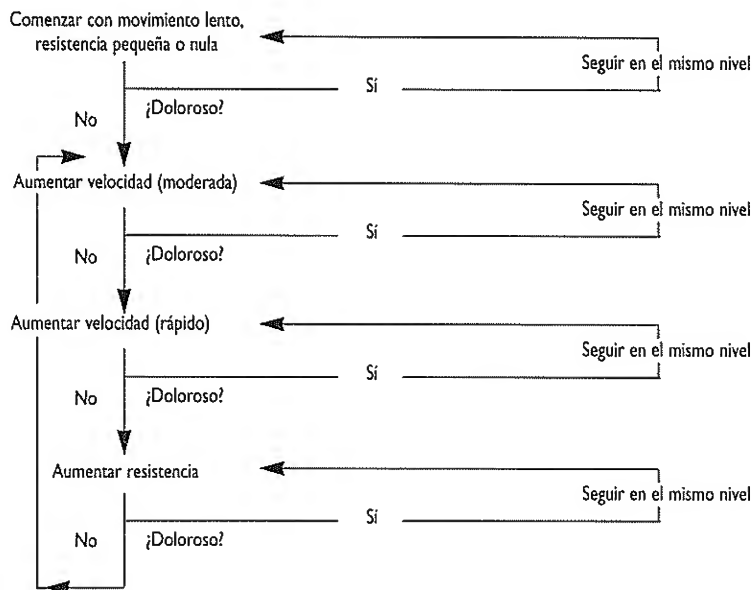 Comenzar con movimiento lento,
resistencia pequeña o nula
Seguir en el mismo nivel
Sí
¿Doloroso?
No
Aumentar velocidad (moderada)
Seguir en el mismo nivel
Sí
¿Doloroso?
No
Aumentar velocidad (rápido)
Seguir en el mismo nivel
Sí
¿Doloroso?
No
Aumentar resistencia
Seguir en el mismo nivel
Sí
¿Doloroso?
No